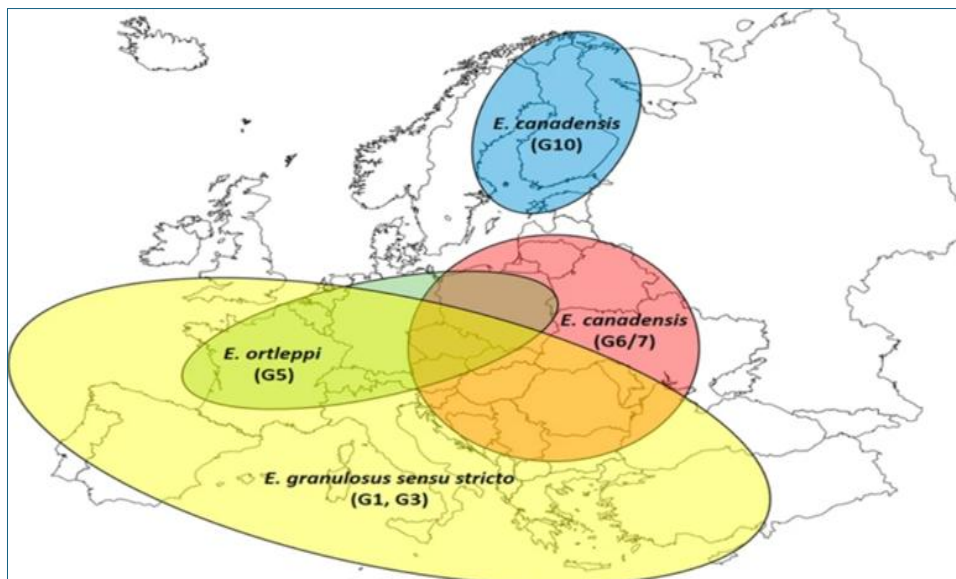 E. canadensis
(G10)
E. canadensis
(G6/7)
E. ortleppi
(G5)
E. granulosus sensu stricto
(G1, G3)